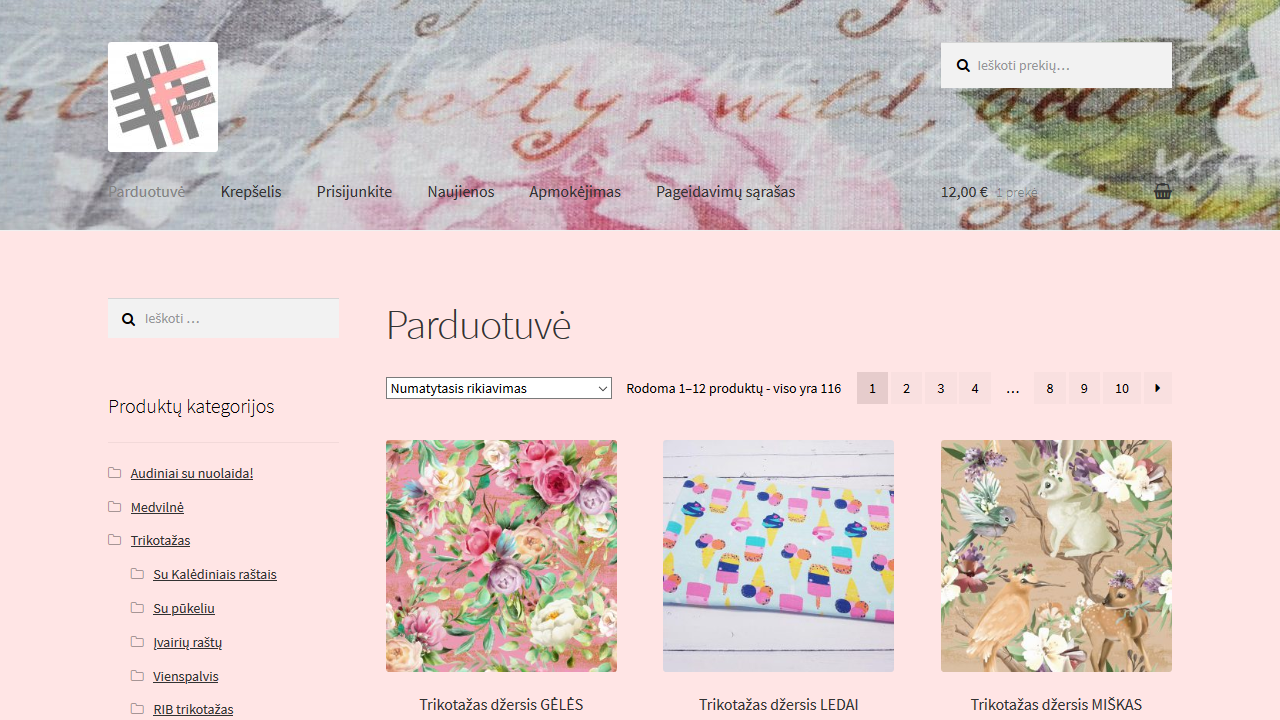 pretty, wild, adora
Ieškoti prekių…
Parduotuvė Krepšelis Prisijunkite Naujienos Apmokėjimas Pageidavimų sąrašas 12,00 € 1 prekė
Ieškoti …
Parduotuvė
Numatytasis rikiavimas Rodoma 1–12 produktų - viso yra 116 1 2 3 4 … 8 9 10
Produktų kategorijos
Audiniai su nuolaida!
Medvilnė
Trikotažas
Su Kalėdiniais raštais
Su pūkeliu
Įvairių raštų
Vienspalvis
RIB trikotažas
Trikotažas džersis GĖLĖS Trikotažas džersis LEDAI Trikotažas džersis MIŠKAS